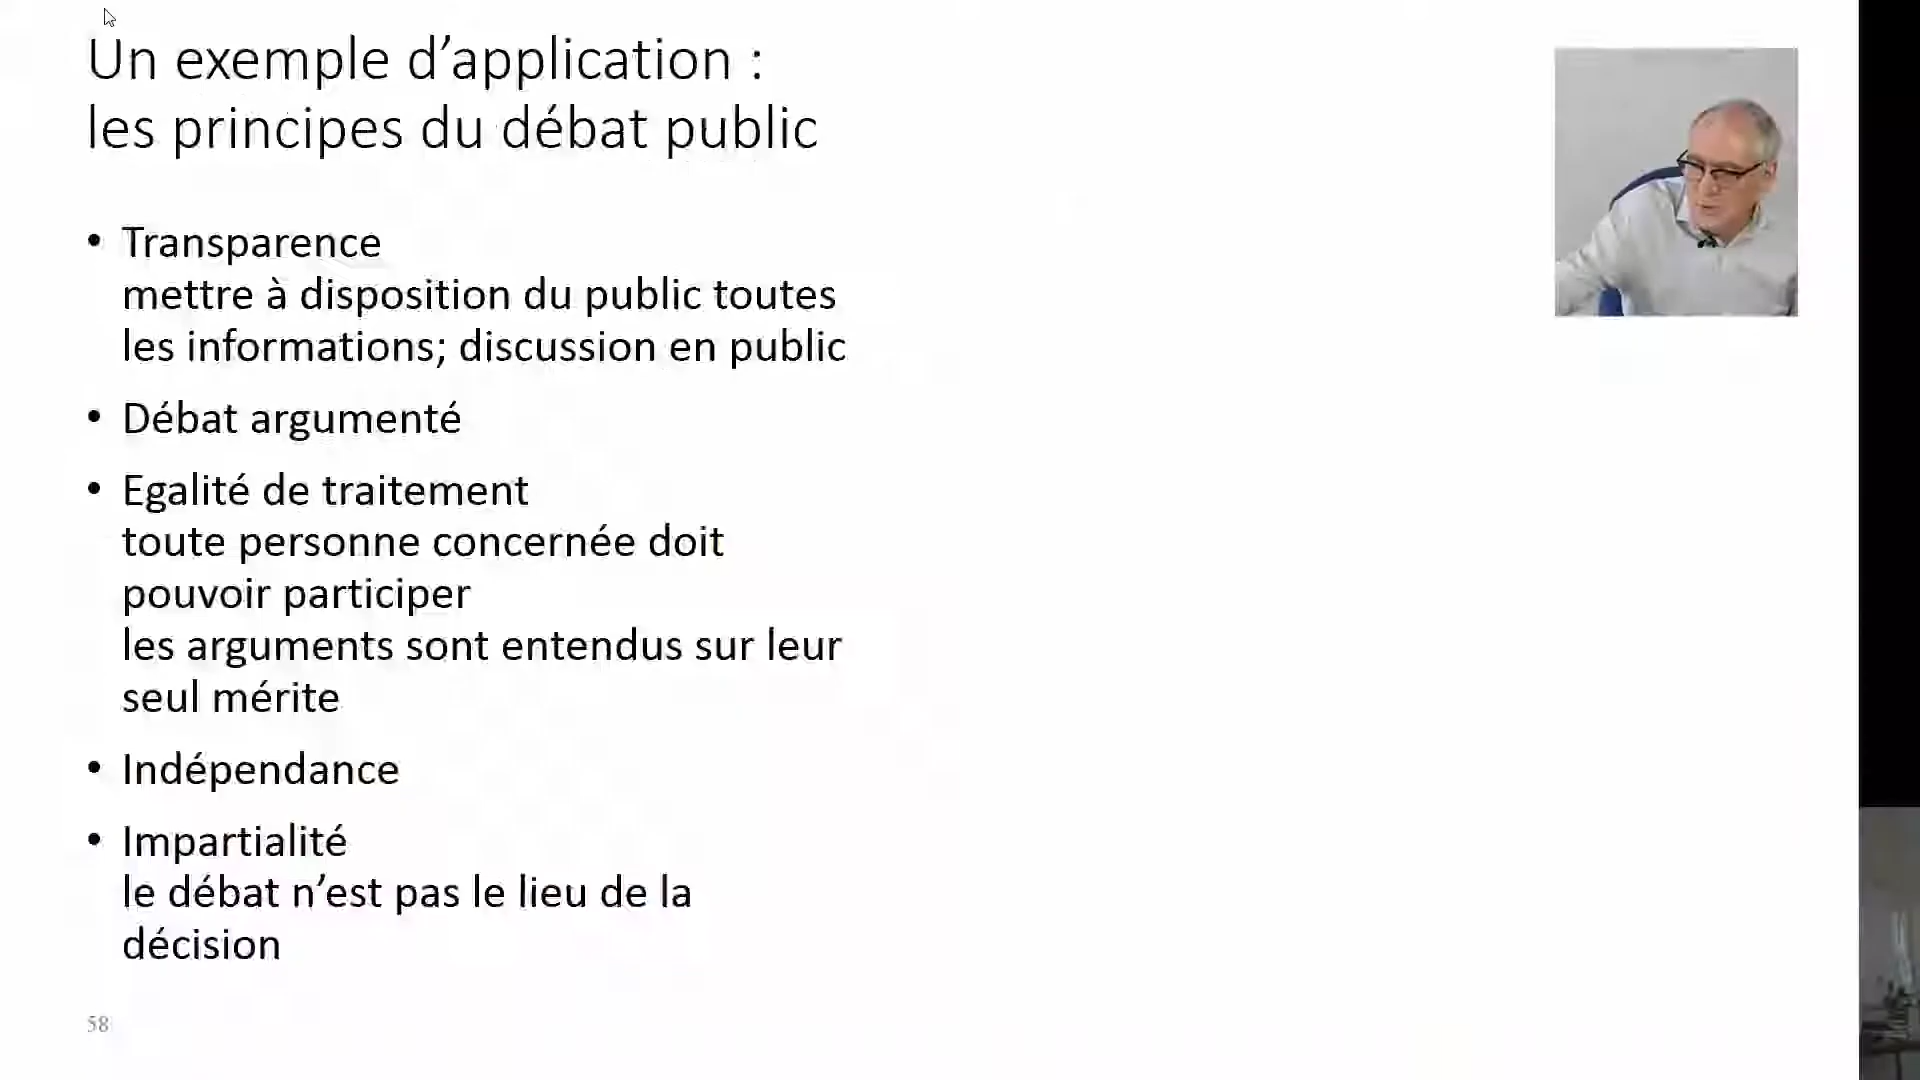 Un exemple d’application :
les principes du débat public
• Transparence
mettre à disposition du public toutes
les informations; discussion en public
• Débat argumenté
• Egalité de traitement
toute personne concernée doit
pouvoir participer
les arguments sont entendus sur leur
seul mérite
• Indépendance
• Impartialité
le débat n’est pas le lieu de la
décision
58